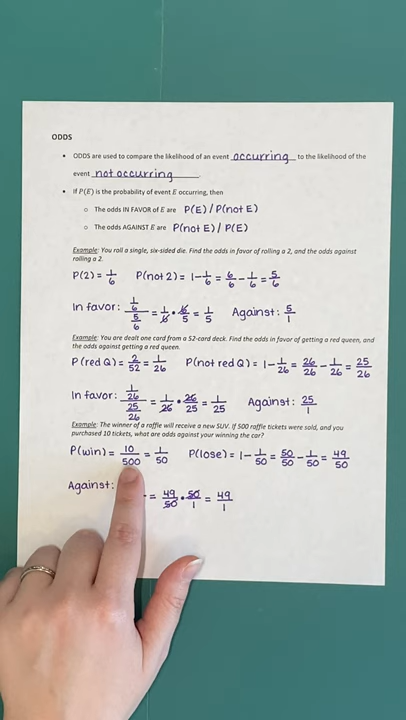 ODDS
• ODDS are used to compare the likelihood of an event occurring to the likelihood of the
event not occurring
• If P(E) is the probability of event E occurring, then
o The odds IN FAVOR of E are P(E) / P(not E)
o The odds AGAINST E are P(not E) / P(E)
Example: You roll a single, six-sided die. Find the odds in favor of rolling a 2, and the odds against
rolling a 2.
P(2) = 1/6 P(not 2) = 1 - 1/6 = 6/6 - 1/6 = 5/6
In favor: 1/6 / 5/6 = 1/6 • 6/5 = 1/5 Against: 5/1
Example: You are dealt one card from a 52-card deck. Find the odds in favor of getting a red queen, and
the odds against getting a red queen.
P(red Q) = 2/52 = 1/26 P(not red Q) = 1 - 1/26 = 26/26 - 1/26 = 25/26
In favor: 1/26 / 25/26 = 1/26 • 26/25 = 1/25 Against: 25/1
Example: The winner of a raffle will receive a new SUV. If 500 raffle tickets were sold, and you
purchased 10 tickets, what are odds against your winning the car?
P(win) = 10/500 = 1/50 P(lose) = 1 - 1/50 = 50/50 - 1/50 = 49/50
Against: = 49/50 • 50/1 = 49/1